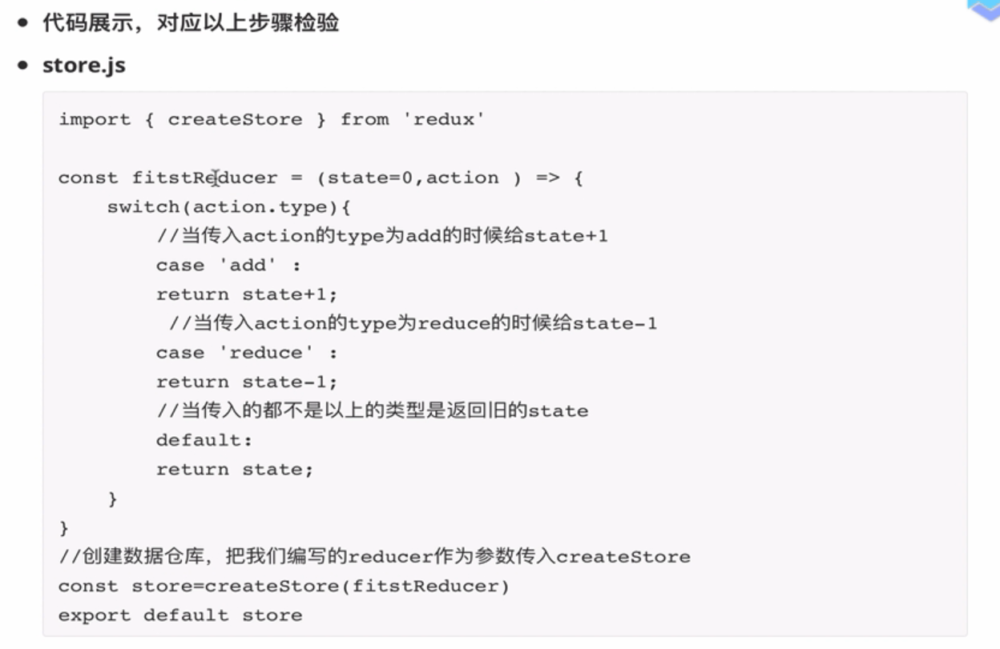 代码展示，对应以上步骤检验
store.js
import { createStore } from 'redux'
const fitstReducer = (state=0,action ) => {
switch(action.type){
//当传入action的type为add的时候给state+1
case 'add' :
return state+1;
//当传入action的type为reduce的时候给state-1
case 'reduce' :
return state-1;
//当传入的都不是以上的类型是返回旧的state
default:
return state;
}
}
//创建数据仓库，把我们编写的reducer作为参数传入createStore
const store=createStore(fitstReducer)
export default store